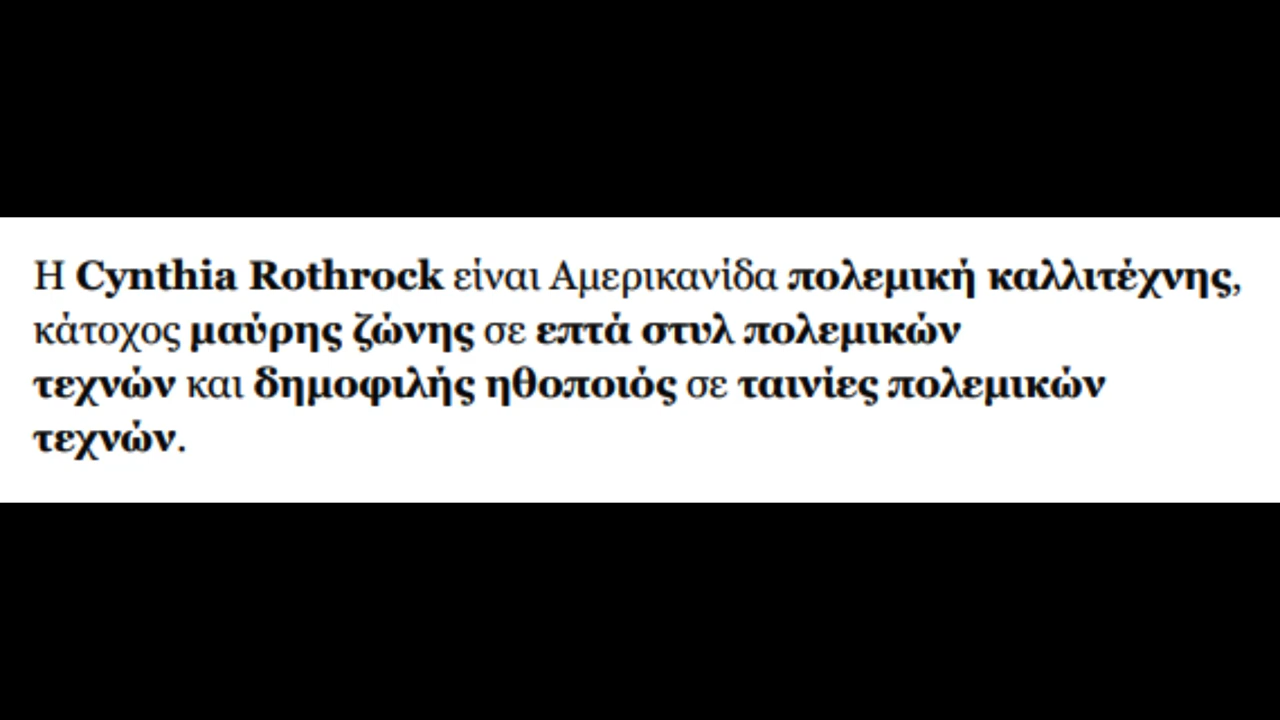 Η Cynthia Rothrock είναι Αμερικανίδα πολεμική καλλιτέχνης,
κάτοχος μαύρης ζώνης σε επτά στυλ πολεμικών
τεχνών και δημοφιλής ηθοποιός σε ταινίες πολεμικών
τεχνών.